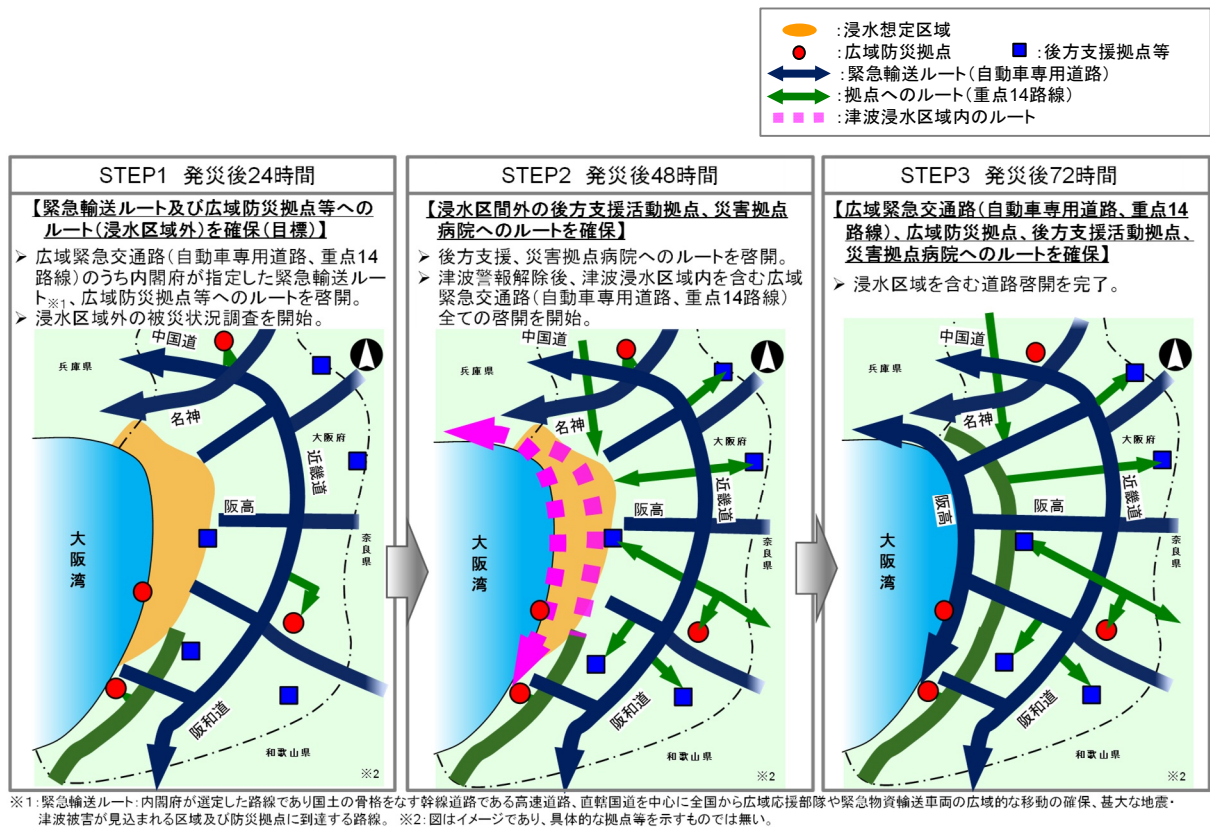 :浸水想定区域
:広域防災拠点
:後方支援拠点等
:緊急輸送ルート(自動車専用道路)
:拠点へのルート(重点14路線)
:津波浸水区域内のルート
STEP1 発災後24時間
【緊急輸送ルート及び広域防災拠点等への
ルート(浸水区域外)を確保(目標)】
➢ 広域緊急交通路(自動車専用道路、重点14
路線)のうち内閣府が指定した緊急輸送ルー
ト※1、広域防災拠点等へのルートを啓開。
➢ 浸水区域外の被災状況調査を開始。
中国道
兵庫県
名神
大阪府
近畿道
阪高
大阪湾
奈良県
阪和道
和歌山県
※2
STEP2 発災後48時間
【浸水区間外の後方支援活動拠点、災害拠点
病院へのルートを確保】
➢ 後方支援、災害拠点病院へのルートを啓開。
➢ 津波警報解除後、津波浸水区域内を含む広域
緊急交通路(自動車専用道路、重点14路線)
全ての啓開を開始。
中国道
兵庫県
名神
大阪府
近畿道
阪高
大阪湾
奈良県
阪和道
和歌山県
※2
STEP3 発災後72時間
【広域緊急交通路(自動車専用道路、重点14
路線)、広域防災拠点、後方支援活動拠点、
災害拠点病院へのルートを確保】
➢ 浸水区域を含む道路啓開を完了。
中国道
兵庫県
名神
大阪府
近畿道
阪高
阪高
大阪湾
奈良県
阪和道
和歌山県
※2
※1:緊急輸送ルート:内閣府が選定した路線であり国土の骨格をなす幹線道路である高速道路、直轄国道を中心に全国から広域応援部隊や緊急物資輸送車両の広域的な移動の確保、甚大な地震・
津波被害が見込まれる区域及び防災拠点に到達する路線。 ※2:図はイメージであり、具体的な拠点等を示すものでは無い。